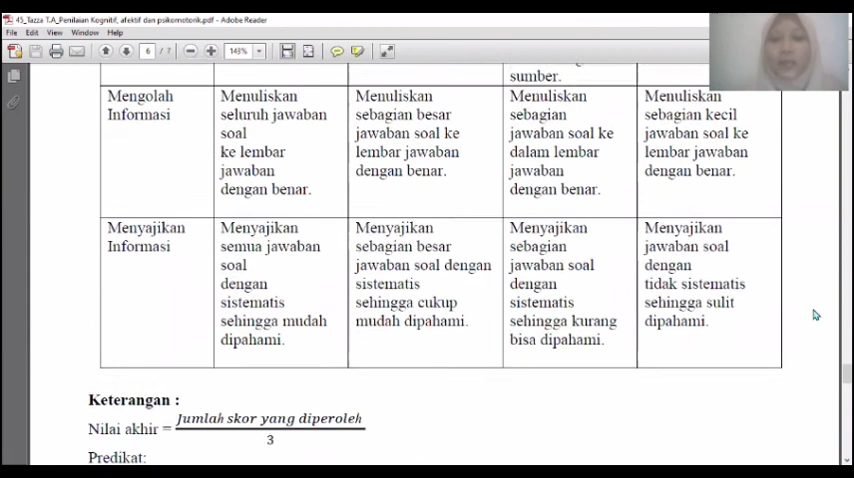 45_Tazza T.A_Penilaian Kognitif, afektif dan psikomotorik.pdf - Adobe Reader
File Edit View Window Help
6 / 7 143%
sumber.
Mengolah
Informasi
Menuliskan
seluruh jawaban
soal
ke lembar
jawaban
dengan benar.
Menuliskan
sebagian besar
jawaban soal ke
lembar jawaban
dengan benar.
Menuliskan
sebagian
jawaban soal ke
dalam lembar
jawaban
dengan benar.
Menuliskan
sebagian kecil
jawaban soal ke
lembar jawaban
dengan benar.
Menyajikan
Informasi
Menyajikan
semua jawaban
soal
dengan
sistematis
sehingga mudah
dipahami.
Menyajikan
sebagian besar
jawaban soal dengan
sistematis
sehingga cukup
mudah dipahami.
Menyajikan
sebagian
jawaban soal
dengan
sistematis
sehingga kurang
bisa dipahami.
Menyajikan
jawaban soal
dengan
tidak sistematis
sehingga sulit
dipahami.
Keterangan :
Nilai akhir = Jumlah skor yang diperoleh
3
Predikat: